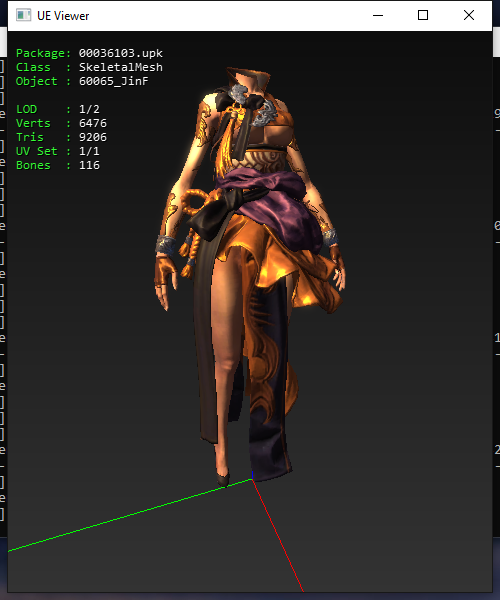 UE Viewer
Package: 00036103.upk
Class  : SkeletalMesh
Object : 60065_JinF
LOD    : 1/2
Verts  : 6476
Tris   : 9206
UV Set : 1/1
Bones  : 116